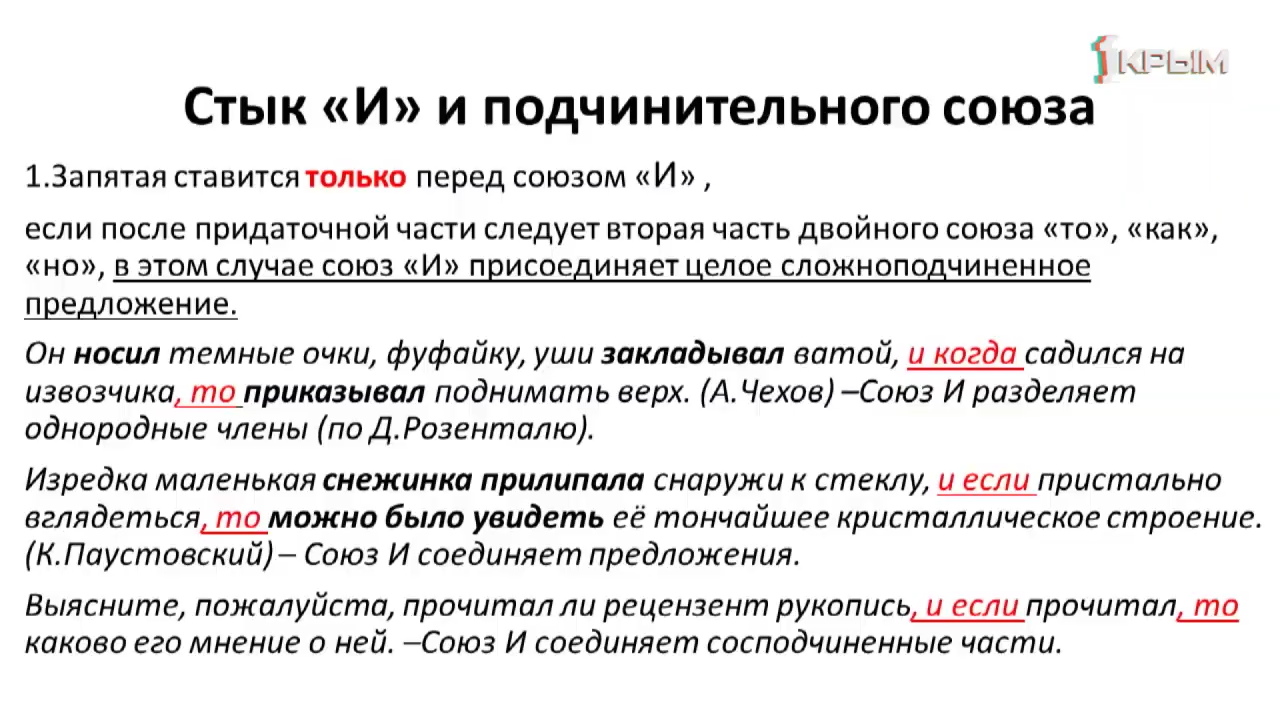 1КРЫМ
Стык «И» и подчинительного союза
1.Запятая ставится только перед союзом «И» ,
если после придаточной части следует вторая часть двойного союза «то», «как»,
«но», в этом случае союз «И» присоединяет целое сложноподчиненное
предложение.
Он носил темные очки, фуфайку, уши закладывал ватой, и когда садился на
извозчика, то приказывал поднимать верх. (А.Чехов) –Союз И разделяет
однородные члены (по Д.Розенталю).
Изредка маленькая снежинка прилипала снаружи к стеклу, и если пристально
вглядеться, то можно было увидеть её тончайшее кристаллическое строение.
(К.Паустовский) – Союз И соединяет предложения.
Выясните, пожалуйста, прочитал ли рецензент рукопись, и если прочитал, то
каково его мнение о ней. –Союз И соединяет сосподчиненные части.